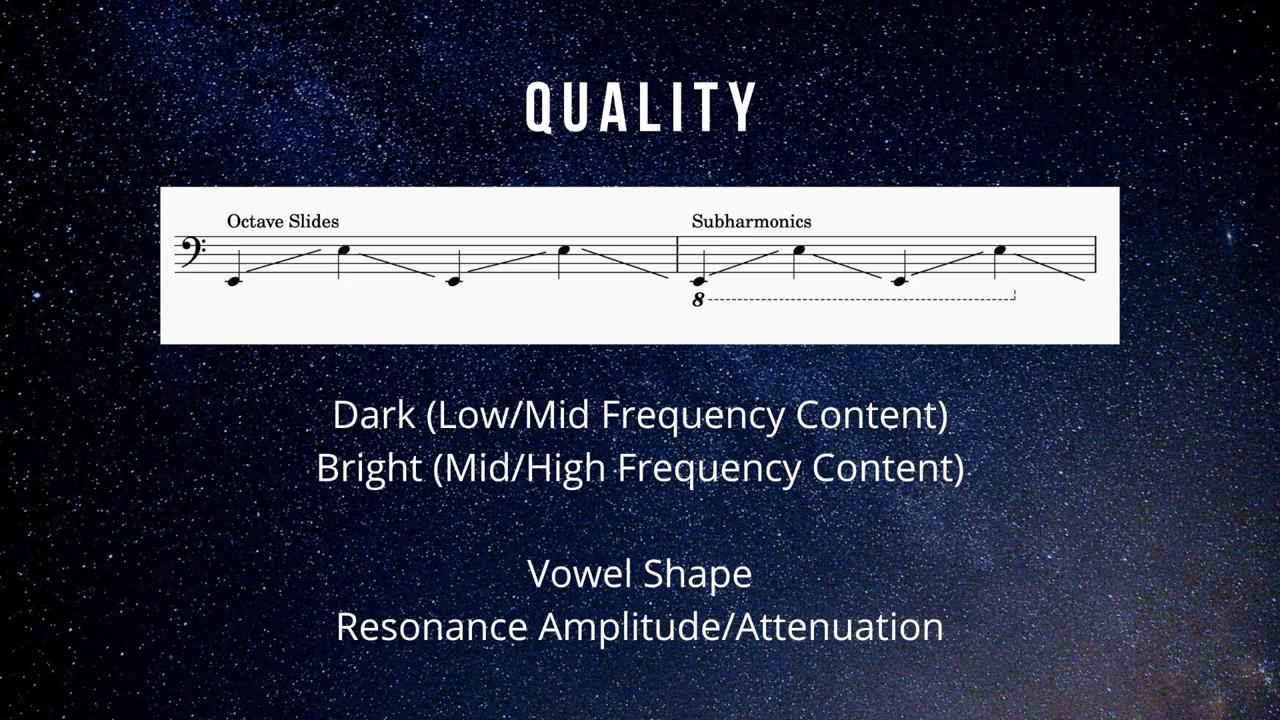 QUALITY
Octave Slides
Subharmonics
8
Dark (Low/Mid Frequency Content)
Bright (Mid/High Frequency Content)
Vowel Shape
Resonance Amplitude/Attenuation